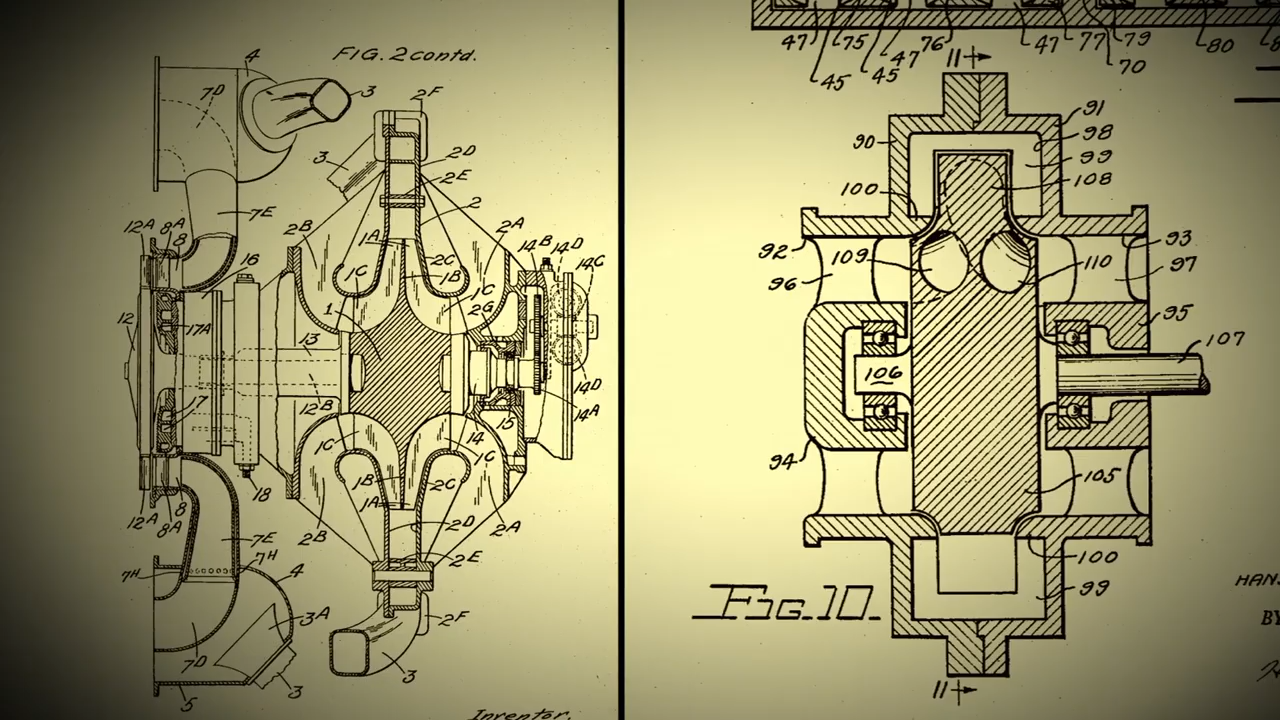 FIG. 2 contd.
4
7D
3
2F
3
2D
2E
2
7E
12A
8A
8
2B
1A
2C
1B
2A
14B
14D
14C
16
1C
1C
2G
17A
12
1
13
12B
14D
14A
17
15
14
1C
1C
18
12A
8A
8
1B
2C
1A
2B
2D
2A
7E
7H
7H
2E
4
3A
2F
7D
5
3
3
Inventor.
47
75
47
76
47
77
79
80
45
45
70
11
91
90
98
99
100
108
92
93
109
110
96
97
95
107
106
94
105
100
99
FIG. 10.
11
HANS
BY